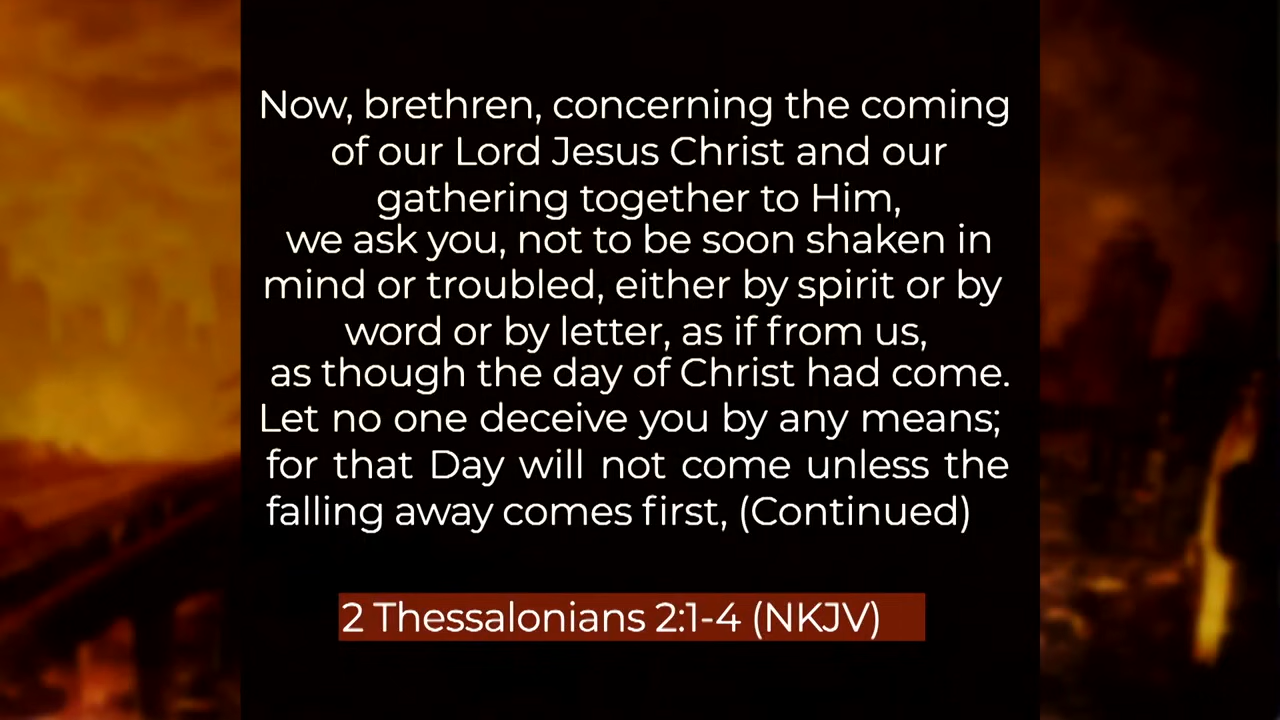 Now, brethren, concerning the coming
of our Lord Jesus Christ and our
gathering together to Him,
we ask you, not to be soon shaken in
mind or troubled, either by spirit or by
word or by letter, as if from us,
as though the day of Christ had come.
Let no one deceive you by any means;
for that Day will not come unless the
falling away comes first, (Continued)
2 Thessalonians 2:1-4 (NKJV)